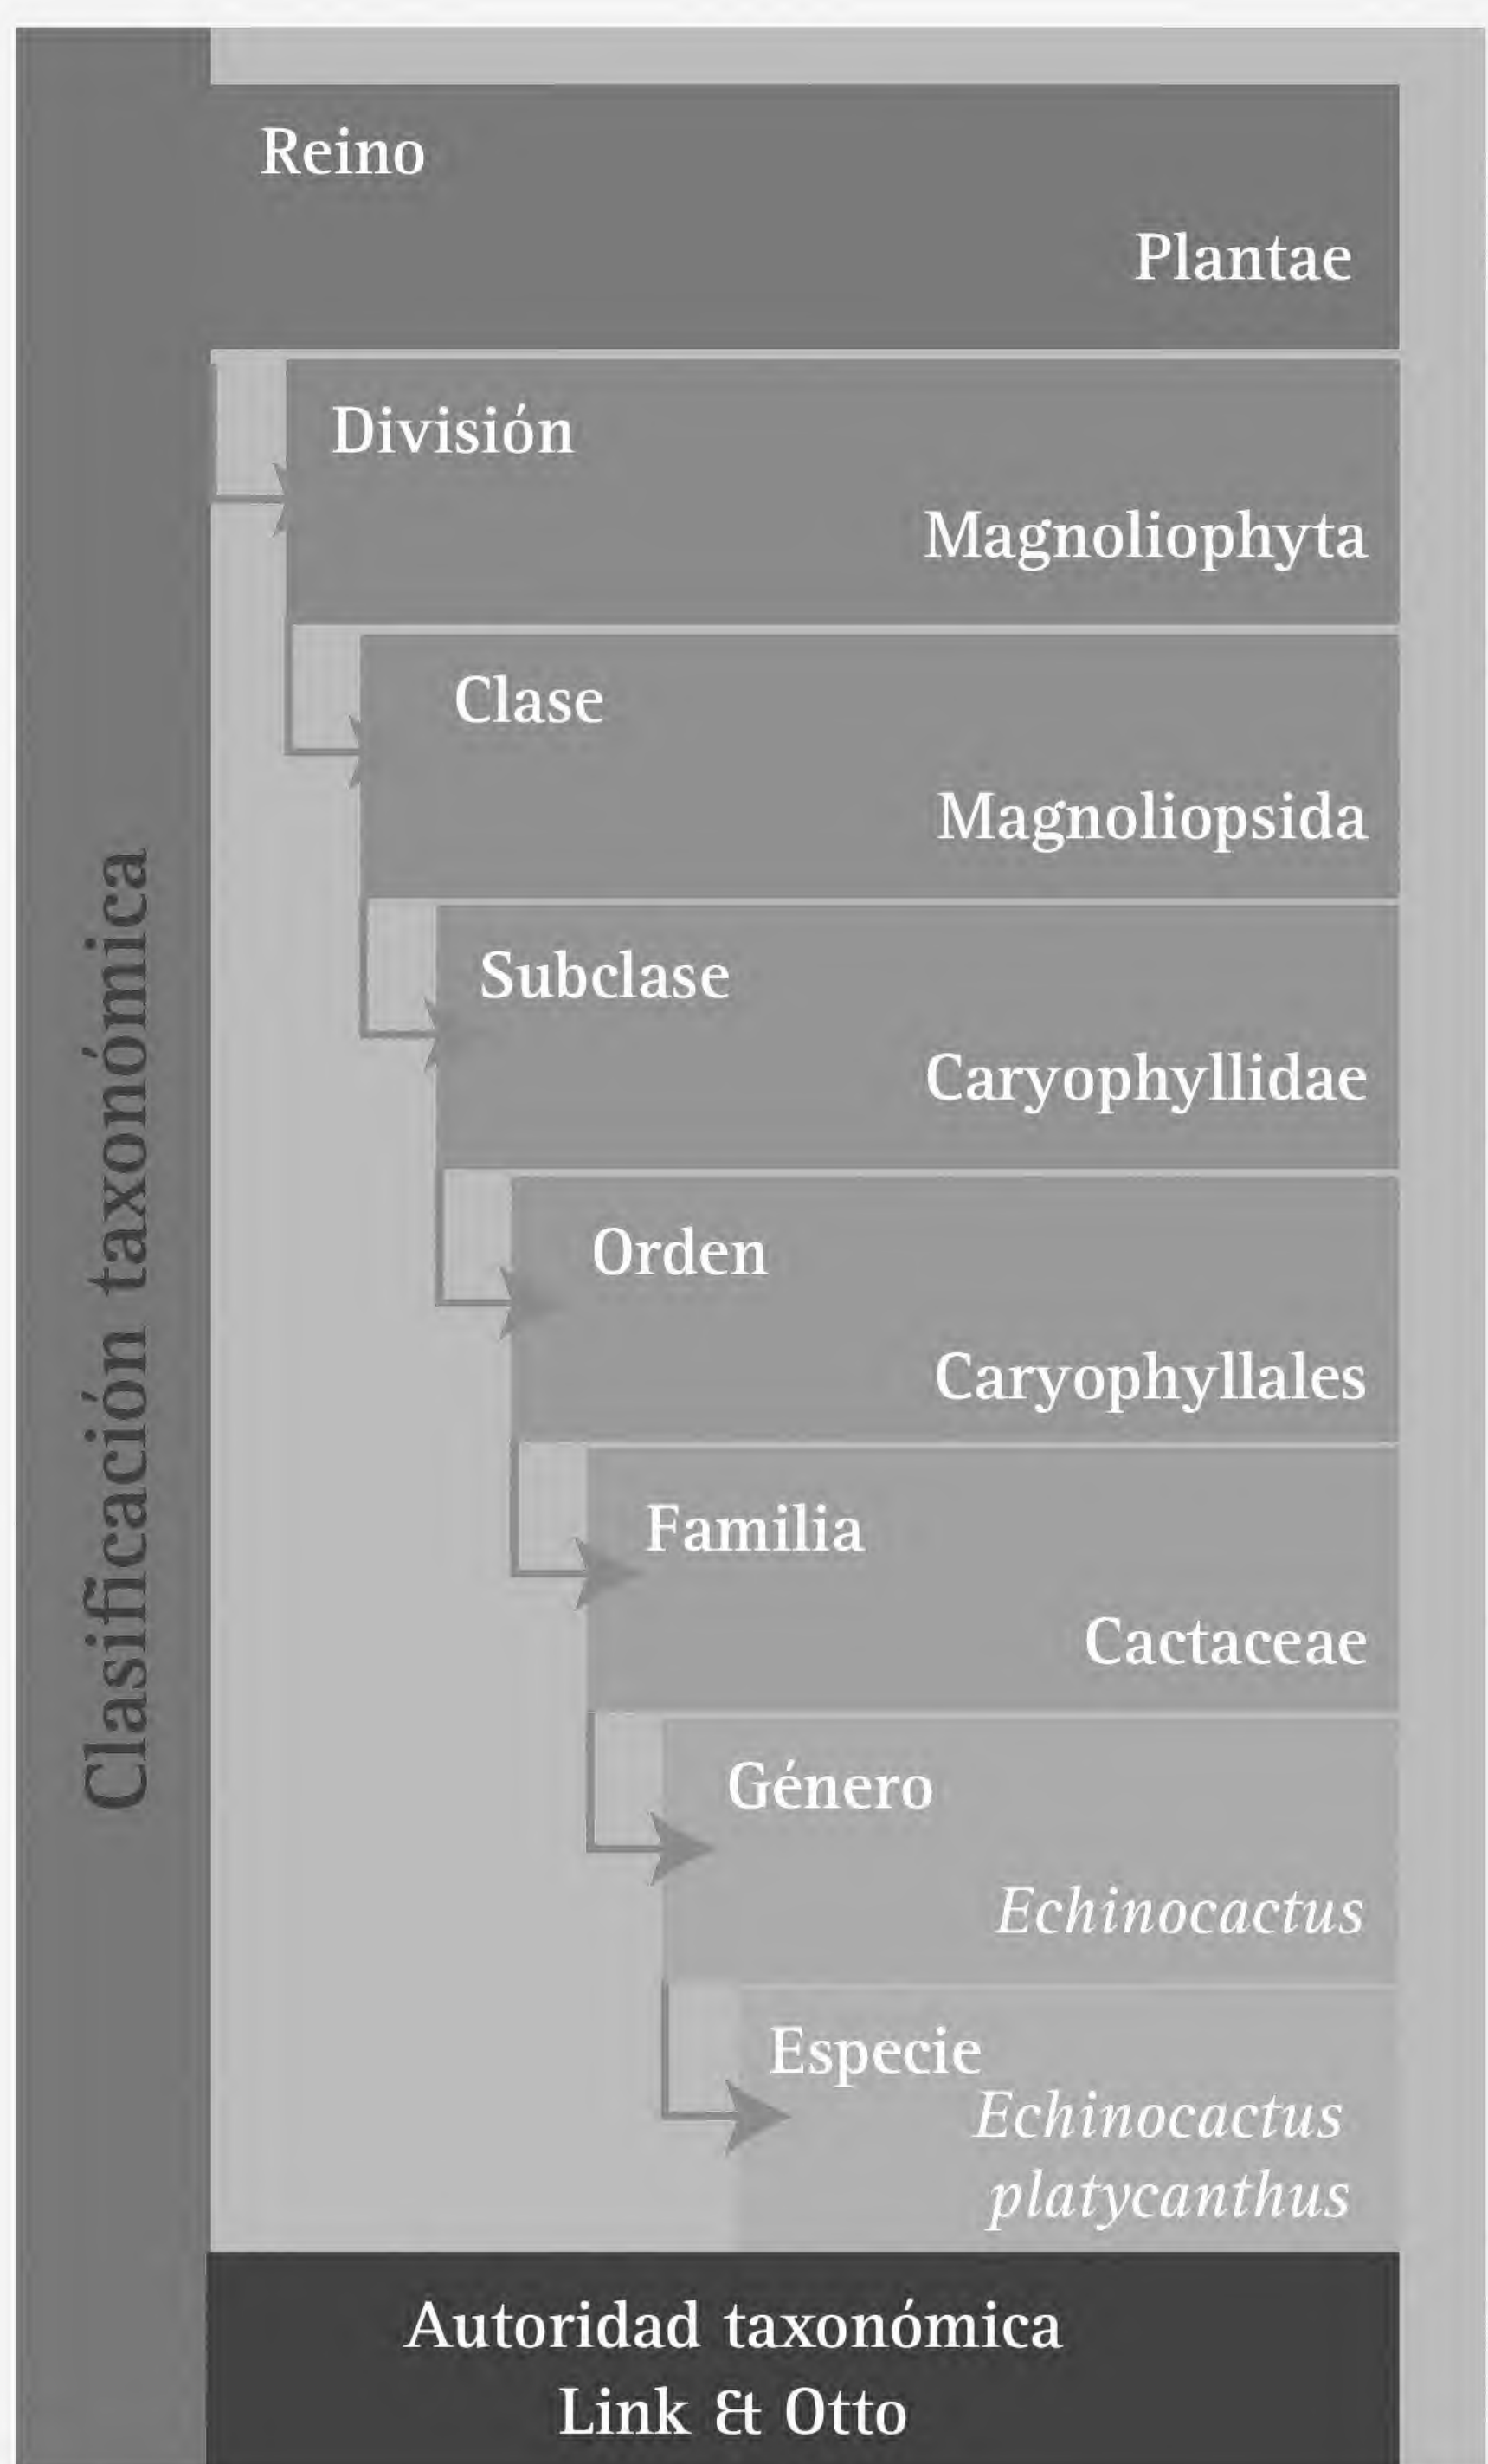 Clasificación taxonómica
Reino
Plantae
División
Magnoliophyta
Clase
Magnoliopsida
Subclase
Caryophyllidae
Orden
Caryophyllales
Familia
Cactaceae
Género
Echinocactus
Especie
Echinocactus
platycanthus
Autoridad taxonómica
Link & Otto